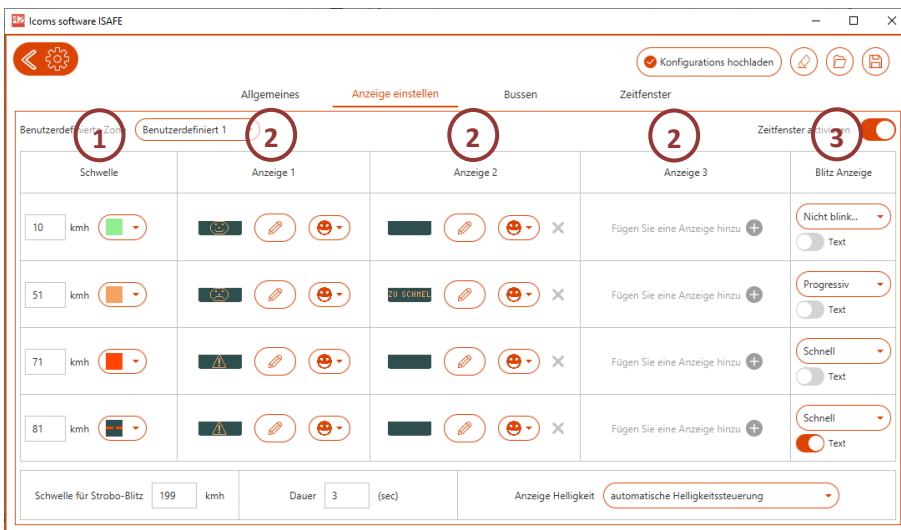 Icoms software ISAFE
Konfigurations hochladen
Allgemeines Anzeige einstellen Bussen Zeitfenster
Benutzerdefinierte Zone Benutzerdefiniert 1 Zeitfenster aktivieren
1 2 2 2 3
Schwelle Anzeige 1 Anzeige 2 Anzeige 3 Blitz Anzeige
10 kmh Fügen Sie eine Anzeige hinzu Nicht blink...
Text
51 kmh ZU SCHNEL Fügen Sie eine Anzeige hinzu Progressiv
Text
71 kmh Fügen Sie eine Anzeige hinzu Schnell
Text
81 kmh Fügen Sie eine Anzeige hinzu Schnell
Text
Schwelle für Strobo-Blitz 199 kmh Dauer 3 (sec) Anzeige Helligkeit automatische Helligkeitssteuerung